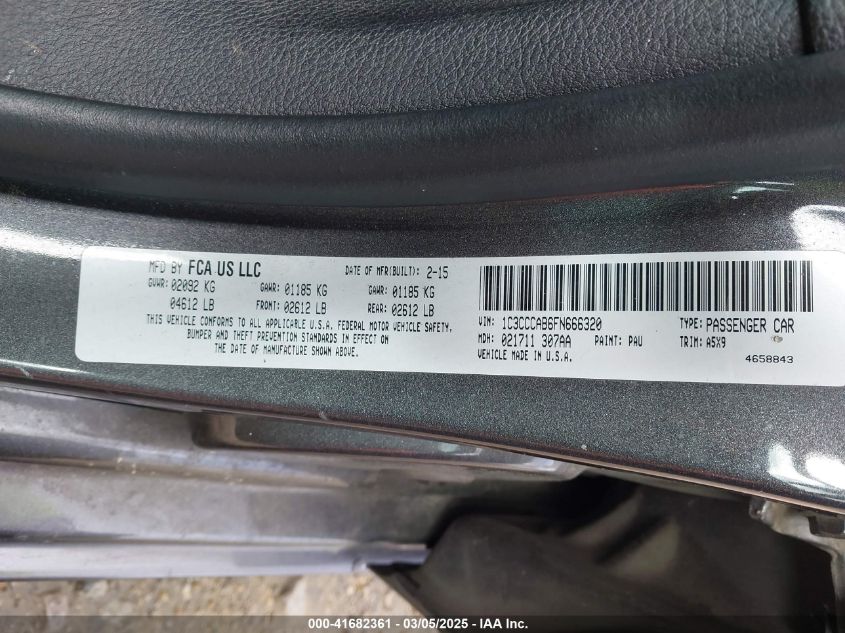 MFD BY FCA US LLC DATE OF MFR(BUILT): 2-15
GVWR: 02092 KG GAWR: 01185 KG GAWR: 01185 KG
04612 LB FRONT: 02612 LB REAR: 02612 LB
THIS VEHICLE CONFORMS TO ALL APPLICABLE U.S.A. FEDERAL MOTOR VEHICLE SAFETY,
BUMPER AND THEFT PREVENTION STANDARDS IN EFFECT ON
THE DATE OF MANUFACTURE SHOWN ABOVE.
VIN: 1C3CCCAB6FN666320 TYPE: PASSENGER CAR
MDH: 021711 307AA PAINT: PAU TRIM: A5X9
VEHICLE MADE IN U.S.A. 4658843
000-41682361 - 03/05/2025 - IAA Inc.